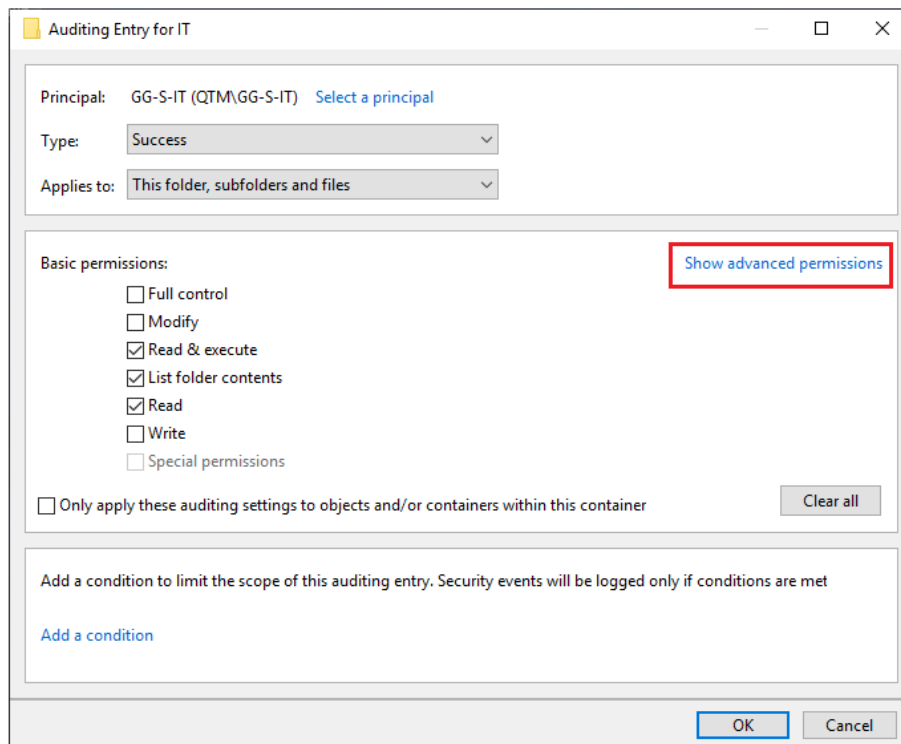 Auditing Entry for IT
Principal: GG-S-IT (QTM\GG-S-IT) Select a principal
Type: Success
Applies to: This folder, subfolders and files
Basic permissions: Show advanced permissions
Full control
Modify
Read & execute
List folder contents
Read
Write
Special permissions
Only apply these auditing settings to objects and/or containers within this container Clear all
Add a condition to limit the scope of this auditing entry. Security events will be logged only if conditions are met
Add a condition
OK Cancel